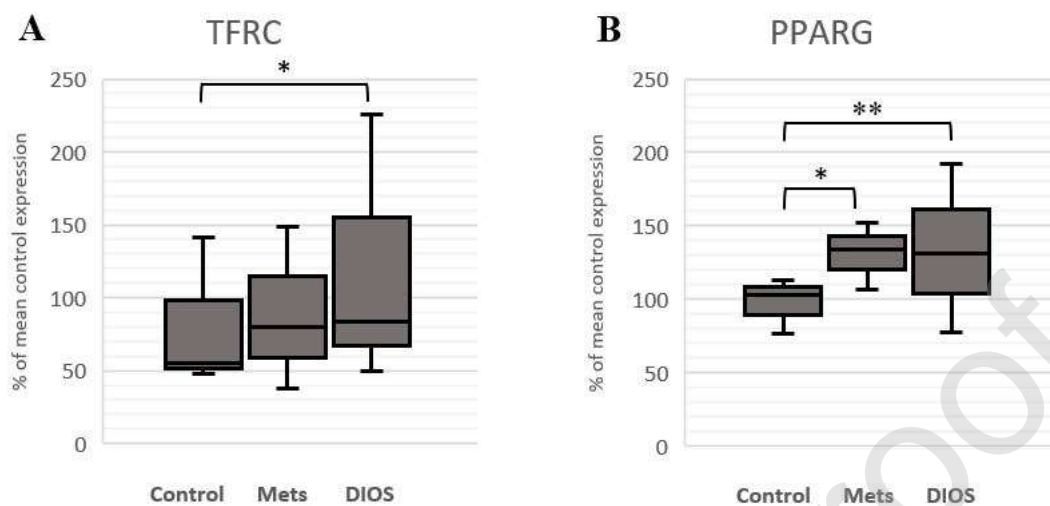 A
TFRC
*
250
200
150
100
50
0
% of mean control expression
Control Mets DIOS
B
PPARG
**
*
250
200
150
100
50
0
% of mean control expression
Control Mets DIOS